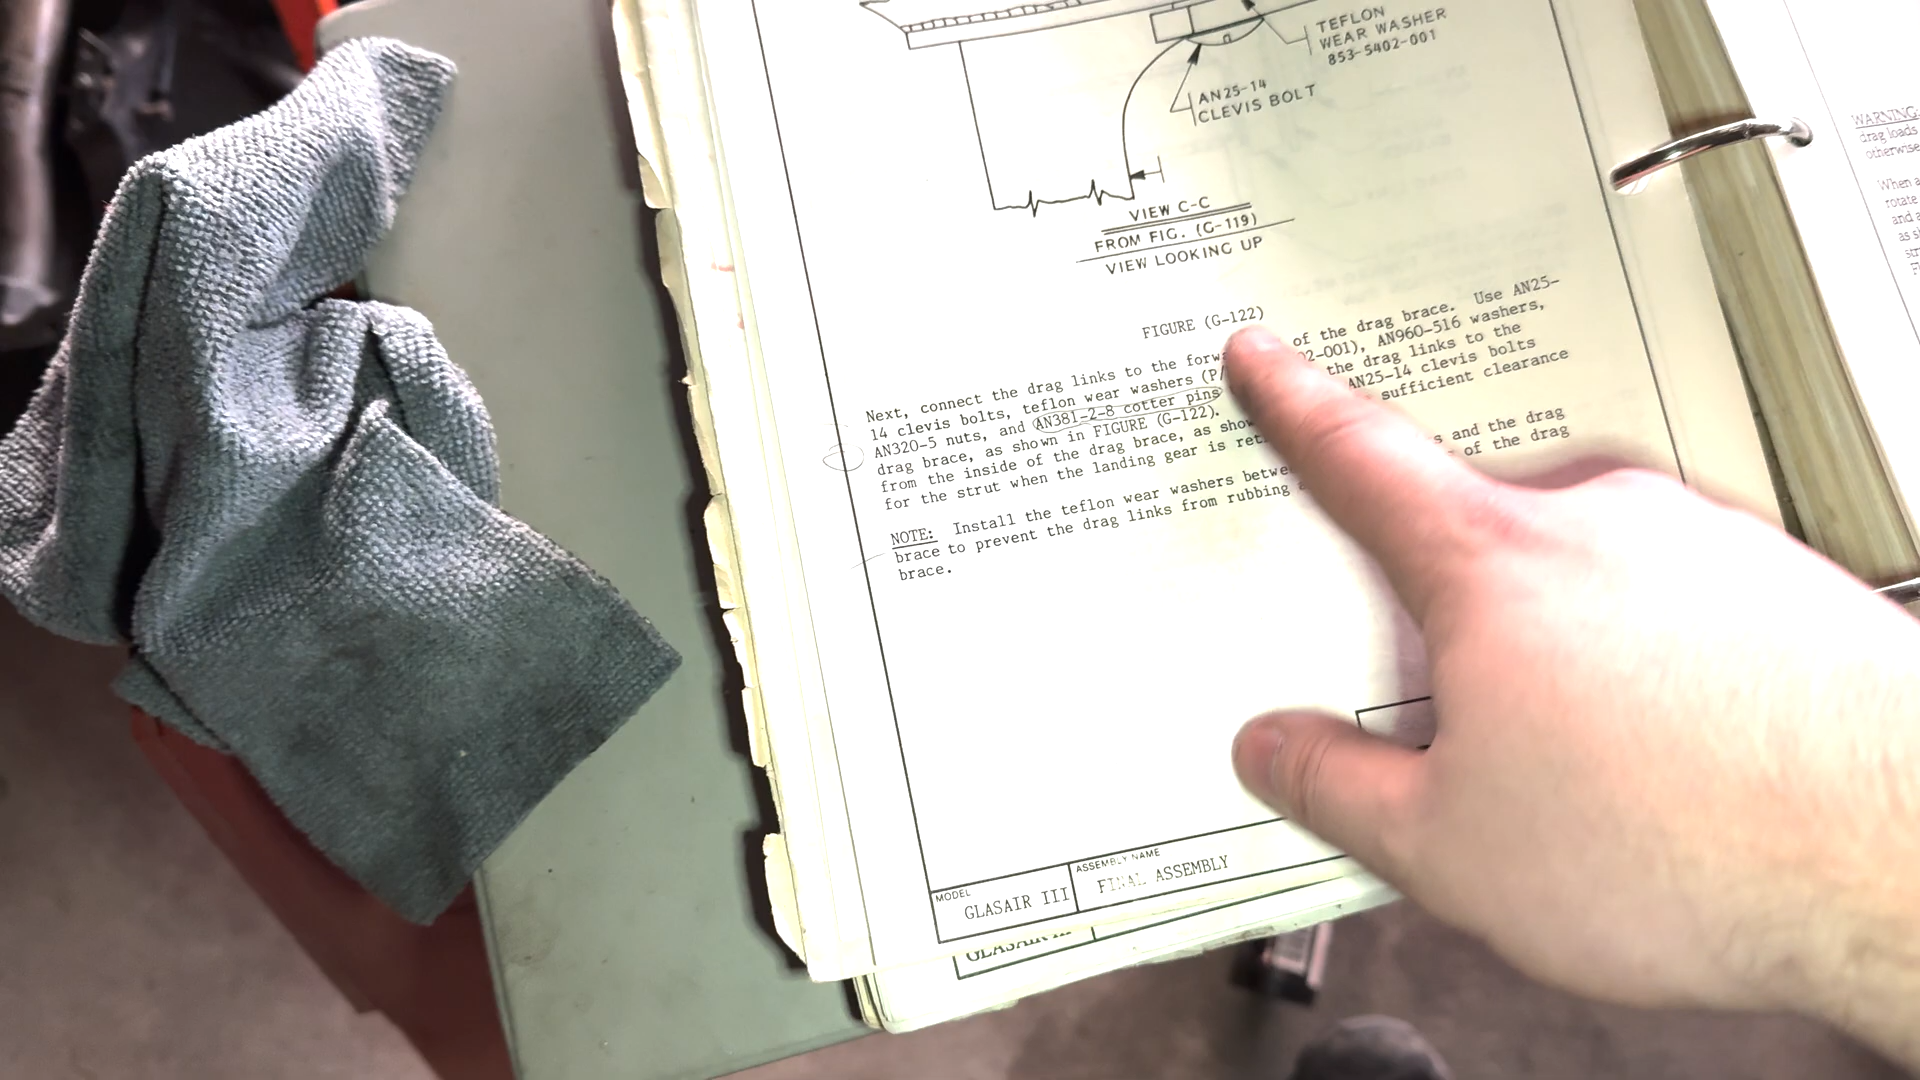 TEFLON
WEAR WASHER
853-5402-001
AN25-14
CLEVIS BOLT
VIEW C-C
FROM FIG. (G-119)
VIEW LOOKING UP
FIGURE (G-122)
Next, connect the drag links to the forw of the drag brace. Use AN25-
14 clevis bolts, teflon wear washers (P/ 02-001), AN960-516 washers,
AN320-5 nuts, and AN381-2-8 cotter pins the drag links to the
drag brace, as shown in FIGURE (G-122). AN25-14 clevis bolts
from the inside of the drag brace, as show sufficient clearance
for the strut when the landing gear is ret
NOTE: Install the teflon wear washers betwe s and the drag
brace to prevent the drag links from rubbing a of the drag
brace.
MODEL
GLASAIR III
ASSEMBLY NAME
FINAL ASSEMBLY
GLASAIR III
WARNING:
drag loads
otherwise
When a
rotate
and a
as s
str